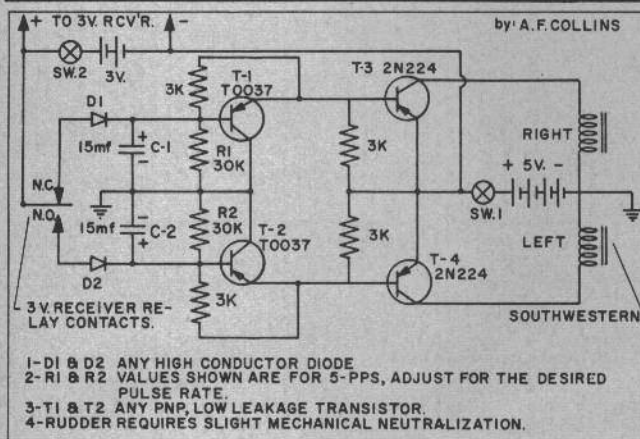 + TO 3V. RCV'R. -
by: A.F. COLLINS
SW.2
3V.
3K
T-1
T0037
T-3 2N224
D1
15mf
+
C-1
-
R1
30K
3K
RIGHT
N.C.
N.O.
+ 5V. -
SW.1
15mf
-
C-2
+
R2
30K
T-2
T0037
3K
LEFT
T-4
2N224
D2
3K
3V. RECEIVER RE-
LAY CONTACTS.
SOUTHWESTERN
1-D1 & D2 ANY HIGH CONDUCTOR DIODE
2-R1 & R2 VALUES SHOWN ARE FOR 5-PPS, ADJUST FOR THE DESIRED
PULSE RATE.
3-T1 & T2 ANY PNP, LOW LEAKAGE TRANSISTOR.
4-RUDDER REQUIRES SLIGHT MECHANICAL NEUTRALIZATION.